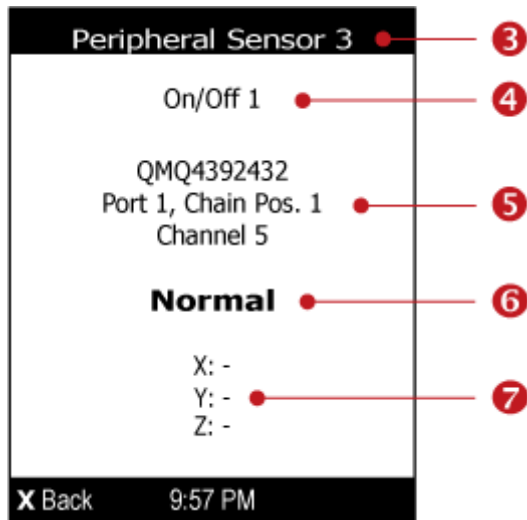 Peripheral Sensor 3
3
On/Off 1
4
QMQ4392432
Port 1, Chain Pos. 1
5
Channel 5
Normal
6
X: -
Y: -
7
Z: -
X Back 9:57 PM